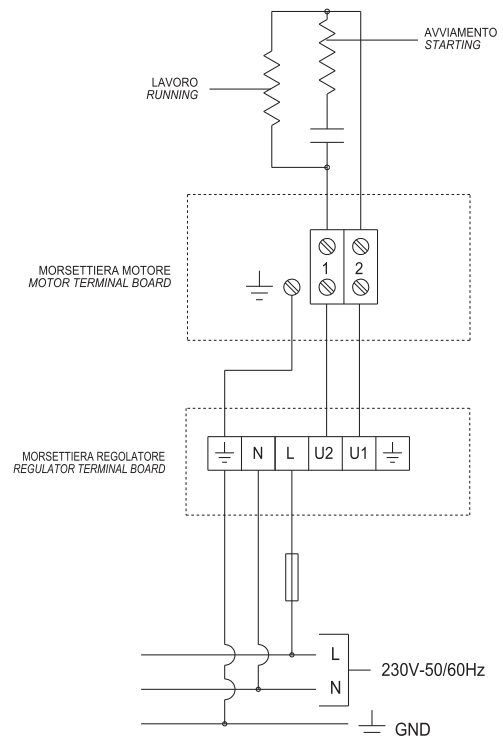 AVVIAMENTO
STARTING
LAVORO
RUNNING
1 2
MORSETTIERA MOTORE
MOTOR TERMINAL BOARD
MORSETTIERA REGOLATORE
REGULATOR TERMINAL BOARD
N L U2 U1
L
230V-50/60Hz
N
GND